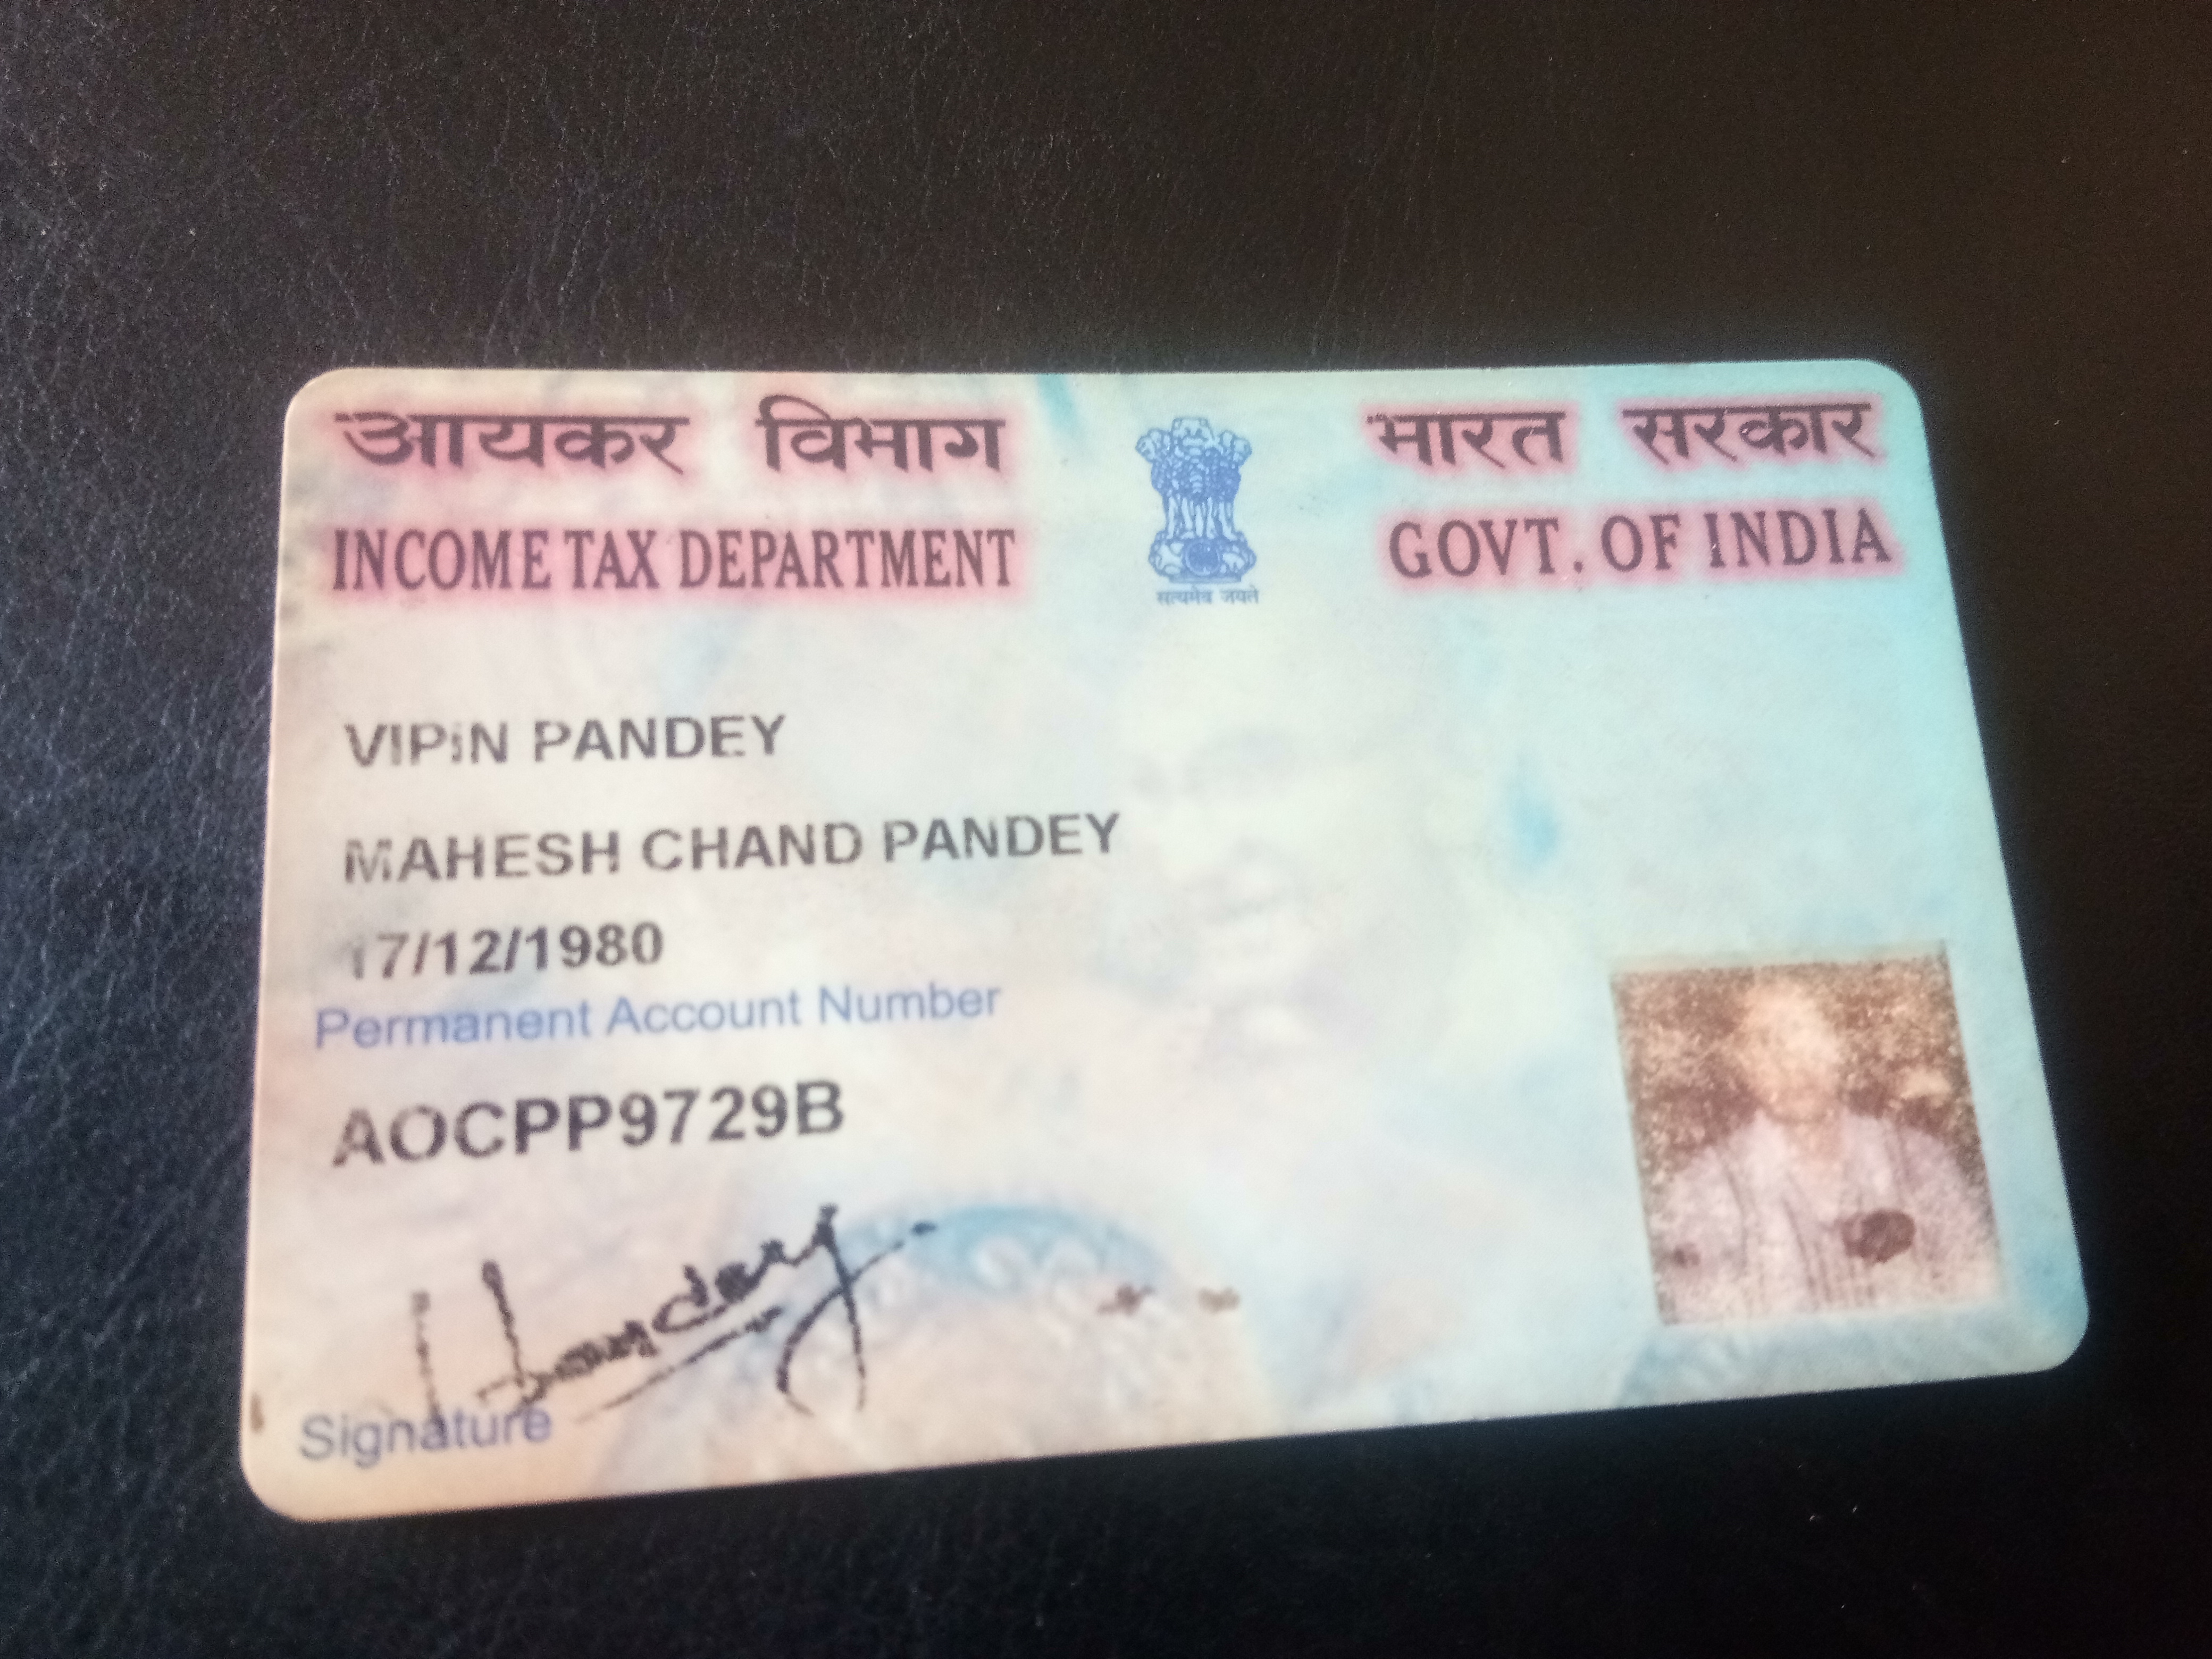 आयकर विभाग
INCOME TAX DEPARTMENT
सत्यमेव जयते
भारत सरकार
GOVT. OF INDIA
VIPIN PANDEY
MAHESH CHAND PANDEY
17/12/1980
Permanent Account Number
AOCPP9729B
Signature